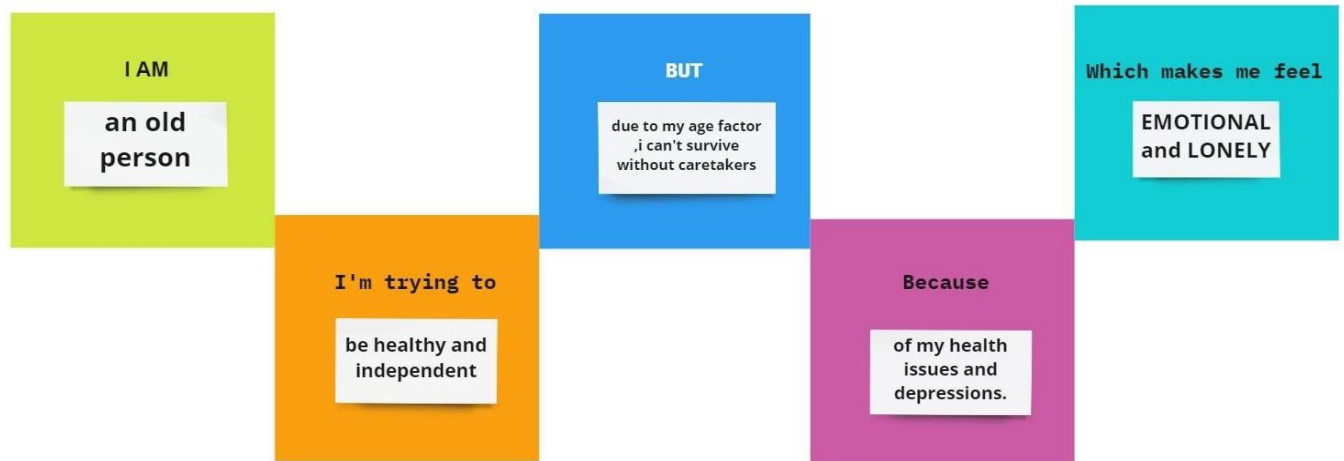 I AM
an old
person
I'm trying to
be healthy and
independent
BUT
due to my age factor
,i can't survive
without caretakers
Because
of my health
issues and
depressions.
Which makes me feel
EMOTIONAL
and LONELY